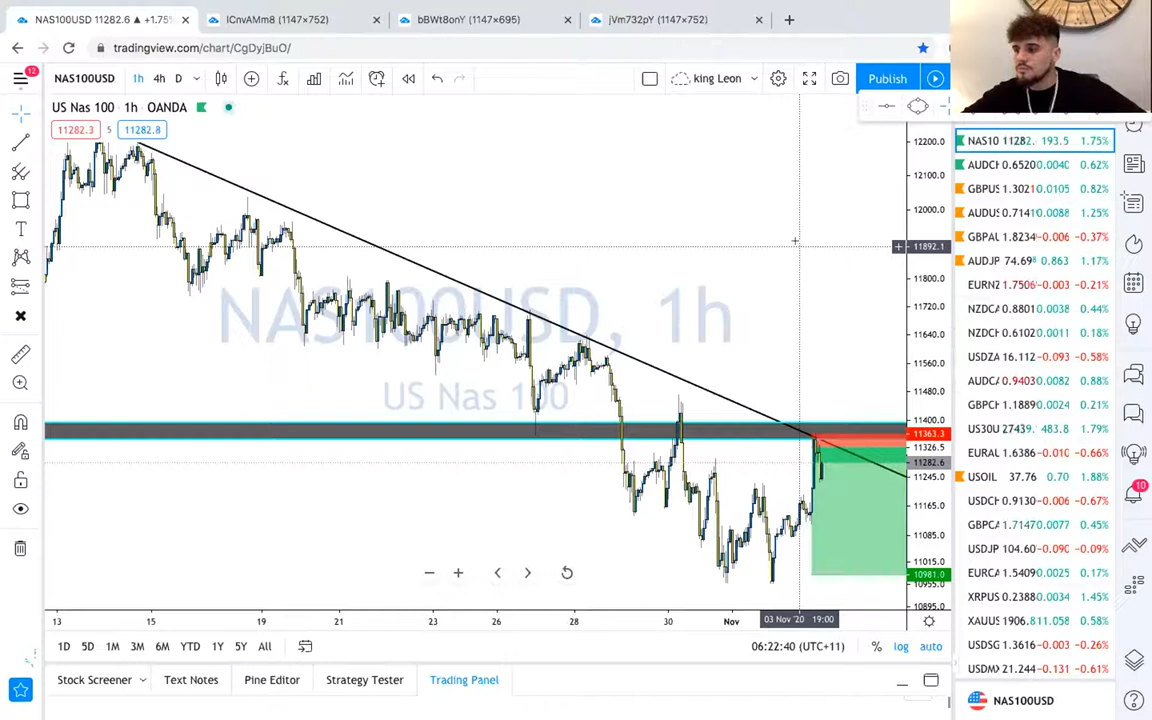 NAS100USD 11282.6 ▲ +1.75%
ICnvAMm8 (1147×752)
bBWt8onY (1147×695)
jVm732pY (1147×752)
tradingview.com/chart/CgDyjBuO/
12
NAS100USD 1h 4h D
king Leon
Publish
US Nas 100 · 1h · OANDA
11282.3 5 11282.8
NAS100USD, 1h
US Nas 100
12200.0
12100.0
12000.0
11892.1
11800.0
11720.0
11640.0
11560.0
11480.0
11400.0
11363.3
11326.5
11282.6
11245.0
11165.0
11085.0
11015.0
10981.0
10955.0
10895.0
NAS10 1128 193.5 1.75%
AUDCH 0.6520 0.0040 0.62%
GBPUS 1.3021 0.0105 0.82%
AUDUS 0.7141 0.0088 1.25%
GBPAU 1.8234 -0.006 -0.37%
AUDJP 74.698 0.863 1.17%
EURNZ 1.7506 -0.003 -0.21%
NZDCA 0.8801 0.0038 0.44%
NZDCH 0.6102 0.0011 0.18%
USDZA 16.112 -0.093 -0.58%
AUDCA 0.9403 0.0082 0.88%
GBPCH 1.1889 0.0024 0.21%
US30U 27439. 483.8 1.79%
EURAU 1.6386 -0.006 -0.33%
USOIL 37.76 0.70 1.88%
USDCH 0.9130 -0.006 -0.67%
GBPCA 1.7147 0.0077 0.45%
USDJP 104.60 -0.090 -0.09%
EURCA 1.5409 0.0025 0.17%
XRPUS 0.2388 0.0034 1.45%
XAUUS 1906. 11.058 0.58%
USDSG 1.3616 -0.003 -0.26%
USDMX 21.244 -0.131 -0.61%
10
13 15 19 21 23 26 28 30 Nov 03 Nov '20 19:00
1D 5D 1M 3M 6M YTD 1Y 5Y All
06:22:40 (UTC+11) % log auto
Stock Screener Text Notes Pine Editor Strategy Tester Trading Panel
NAS100USD